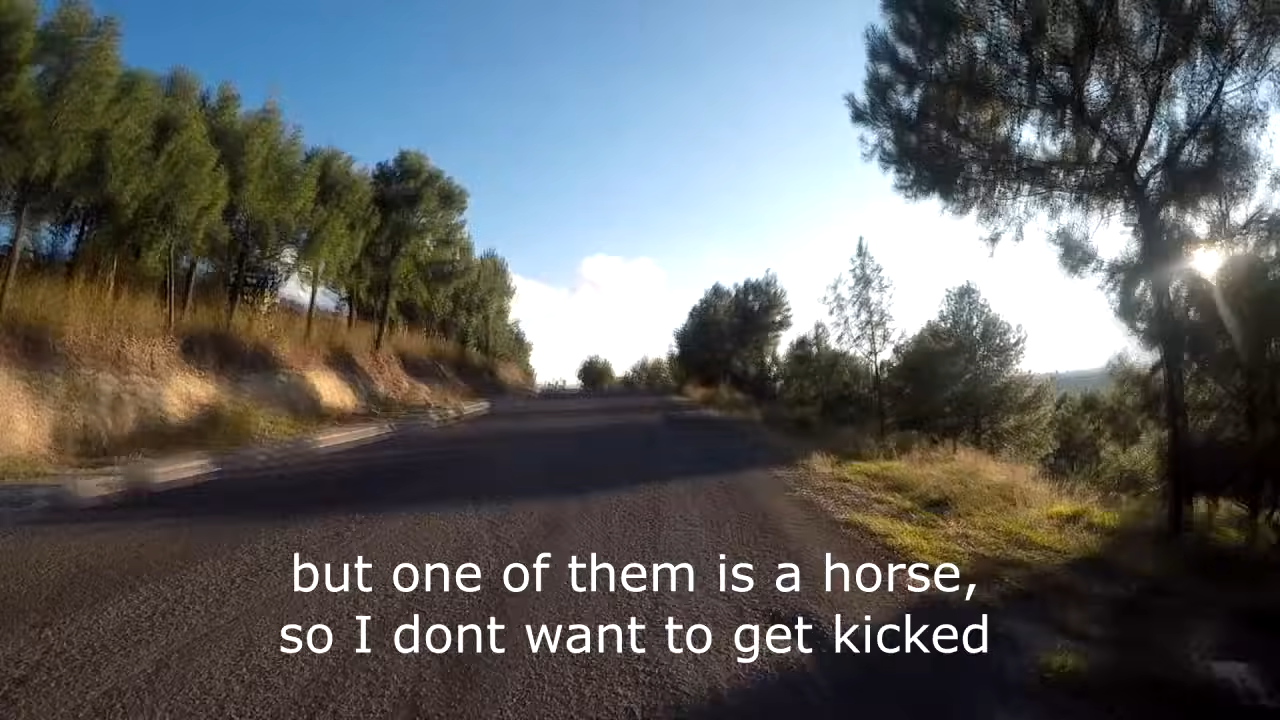 but one of them is a horse,
so I dont want to get kicked